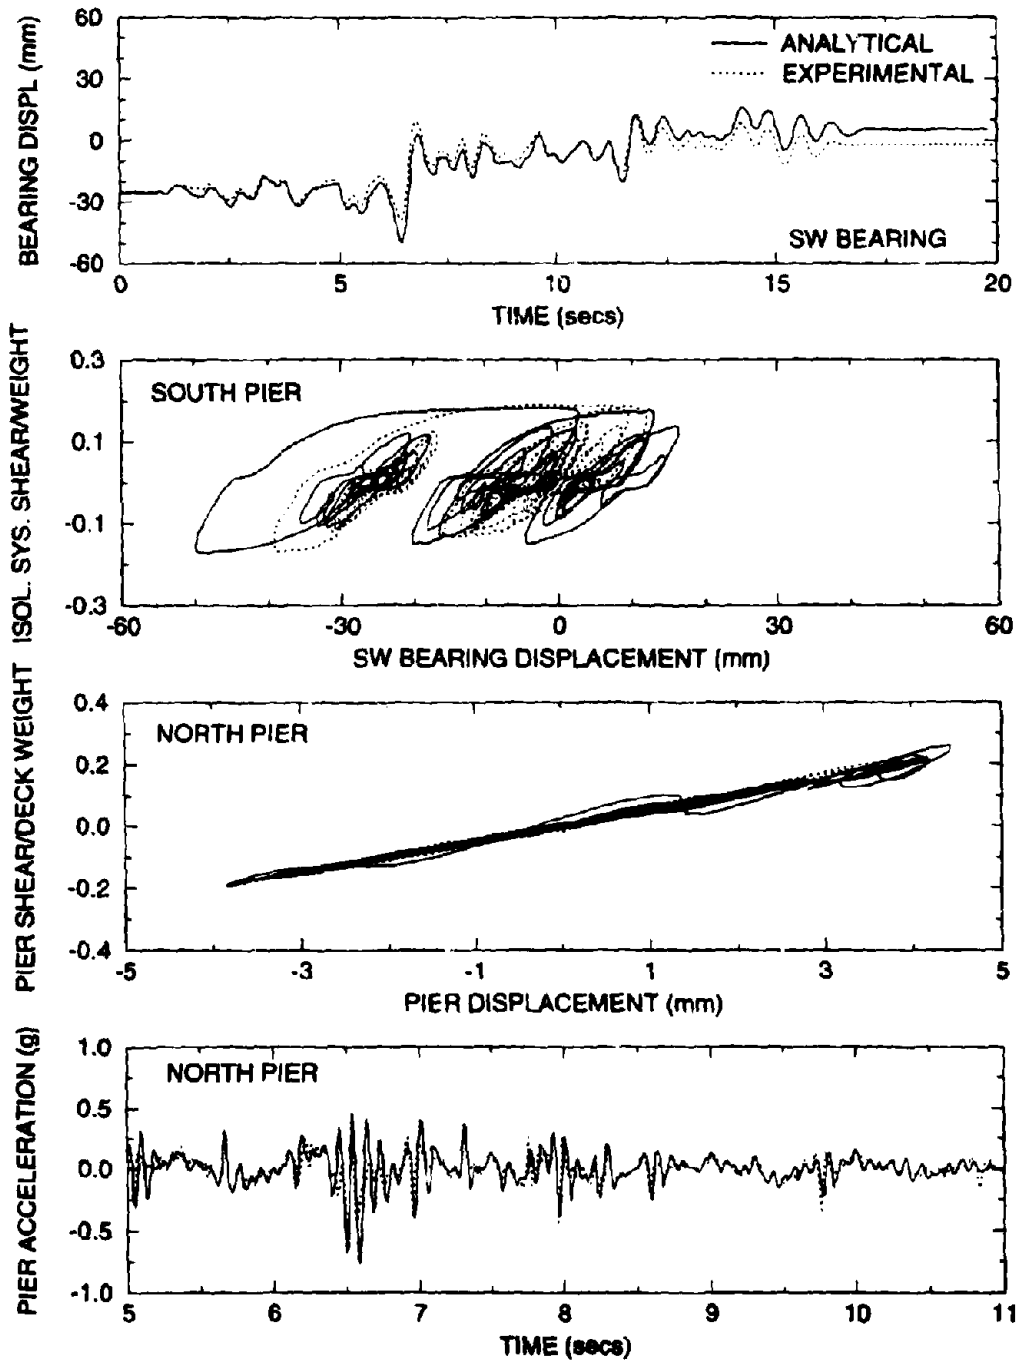 BEARING DISPL (mm)
60
30
0
-30
-60
ANALYTICAL
EXPERIMENTAL
SW BEARING
0 5 10 15 20
TIME (secs)
ISOL. SYS. SHEAR/WEIGHT
0.3
0.1
-0.1
-0.3
SOUTH PIER
-60 -30 0 30 60
SW BEARING DISPLACEMENT (mm)
PIER SHEAR/DECK WEIGHT
0.4
0.2
0.0
-0.2
-0.4
NORTH PIER
-5 -3 -1 1 3 5
PIER DISPLACEMENT (mm)
PIER ACCELERATION (g)
1.0
0.5
0.0
-0.5
-1.0
NORTH PIER
5 6 7 8 9 10 11
TIME (secs)